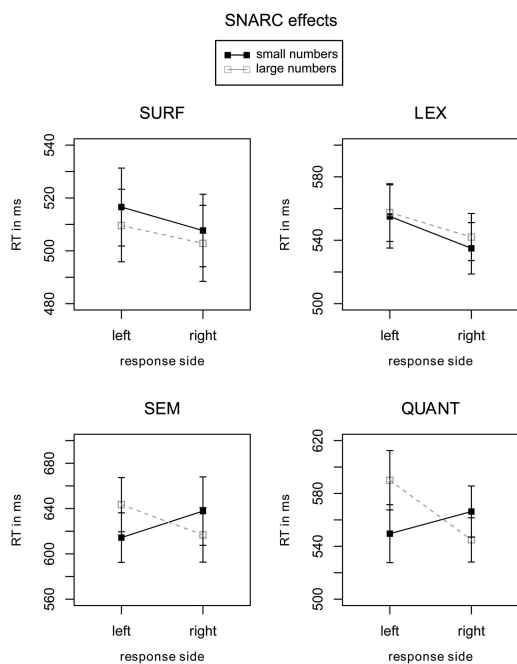 SNARC effects
small numbers
large numbers
SURF
RT in ms
480 500 520 540
left right
response side
LEX
RT in ms
500 540 580
left right
response side
SEM
RT in ms
560 600 640 680
left right
response side
QUANT
RT in ms
500 540 580 620
left right
response side